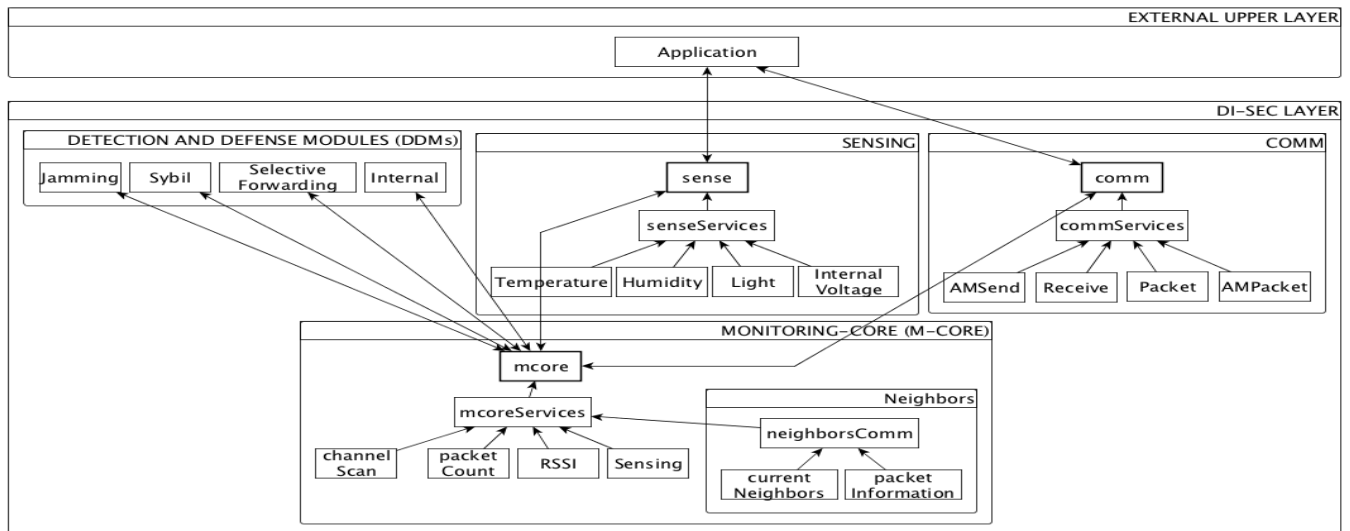 EXTERNAL UPPER LAYER
Application
DI-SEC LAYER
DETECTION AND DEFENSE MODULES (DDMs)
Jamming
Sybil
Selective
Forwarding
Internal
SENSING
sense
senseServices
Temperature
Humidity
Light
Internal
Voltage
COMM
comm
commServices
AMSend
Receive
Packet
AMPacket
MONITORING-CORE (M-CORE)
mcore
mcoreServices
channel
Scan
packet
Count
RSSI
Sensing
Neighbors
neighborsComm
current
Neighbors
packet
Information